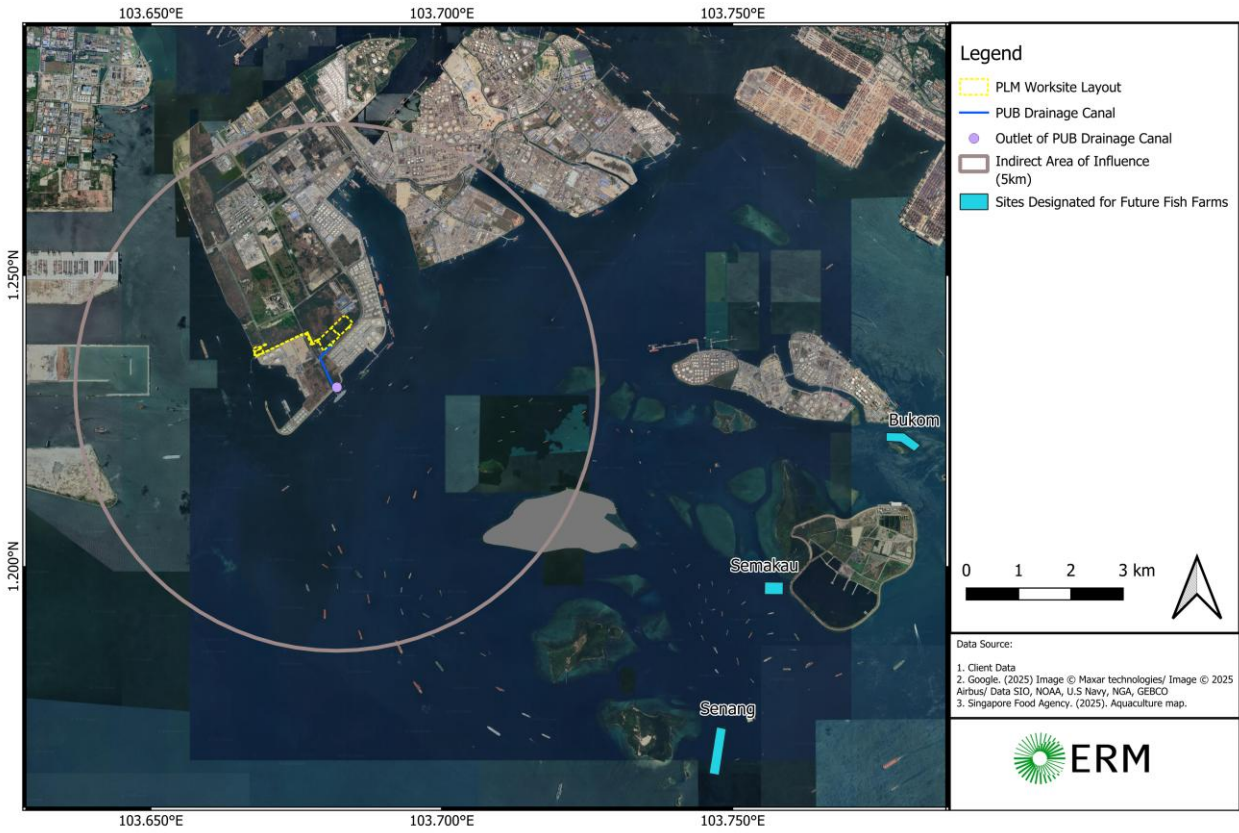 103.650°E 103.700°E 103.750°E
1.250°N
1.200°N
Bukom
Semakau
Senang
103.650°E 103.700°E 103.750°E
Legend
PLM Worksite Layout
PUB Drainage Canal
Outlet of PUB Drainage Canal
Indirect Area of Influence
(5km)
Sites Designated for Future Fish Farms
0 1 2 3 km
Data Source:
1. Client Data
2. Google. (2025) Image © Maxar technologies/ Image © 2025
Airbus/ Data SIO, NOAA, U.S Navy, NGA, GEBCO
3. Singapore Food Agency. (2025). Aquaculture map.
ERM